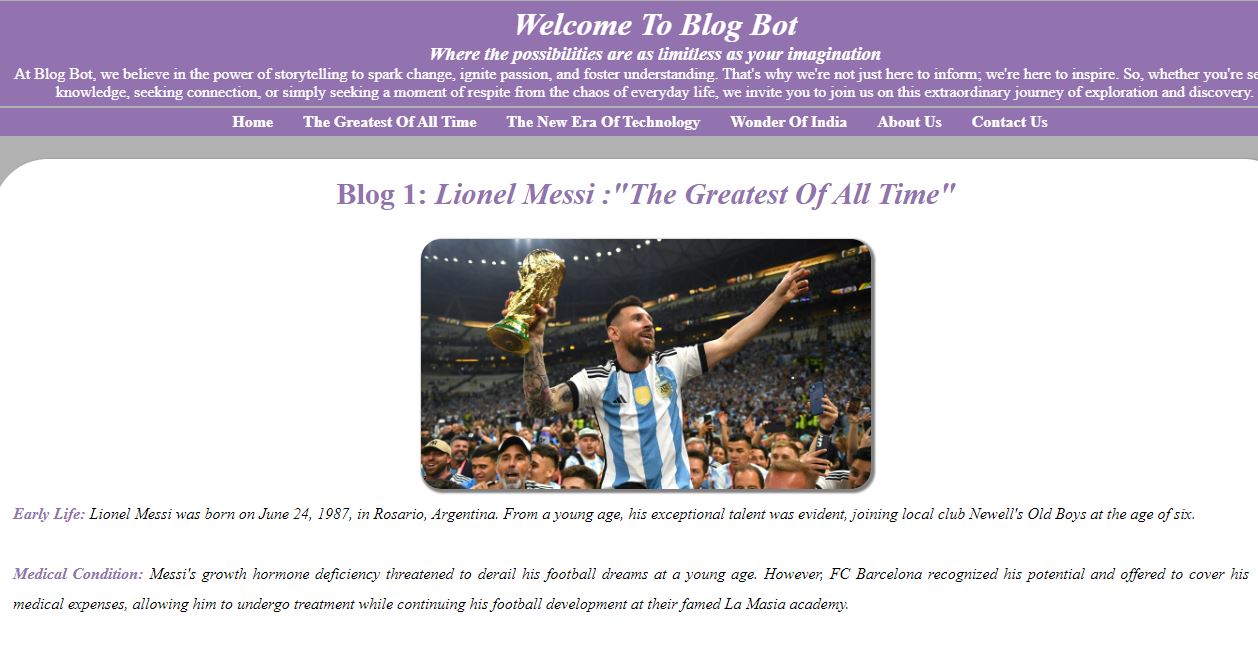 Welcome To Blog Bot
Where the possibilities are as limitless as your imagination
At Blog Bot, we believe in the power of storytelling to spark change, ignite passion, and foster understanding. That's why we're not just here to inform; we're here to inspire. So, whether you're se
knowledge, seeking connection, or simply seeking a moment of respite from the chaos of everyday life, we invite you to join us on this extraordinary journey of exploration and discovery.
Home The Greatest Of All Time The New Era Of Technology Wonder Of India About Us Contact Us
Blog 1: Lionel Messi :"The Greatest Of All Time"
Early Life: Lionel Messi was born on June 24, 1987, in Rosario, Argentina. From a young age, his exceptional talent was evident, joining local club Newell's Old Boys at the age of six.
Medical Condition: Messi's growth hormone deficiency threatened to derail his football dreams at a young age. However, FC Barcelona recognized his potential and offered to cover his
medical expenses, allowing him to undergo treatment while continuing his football development at their famed La Masia academy.